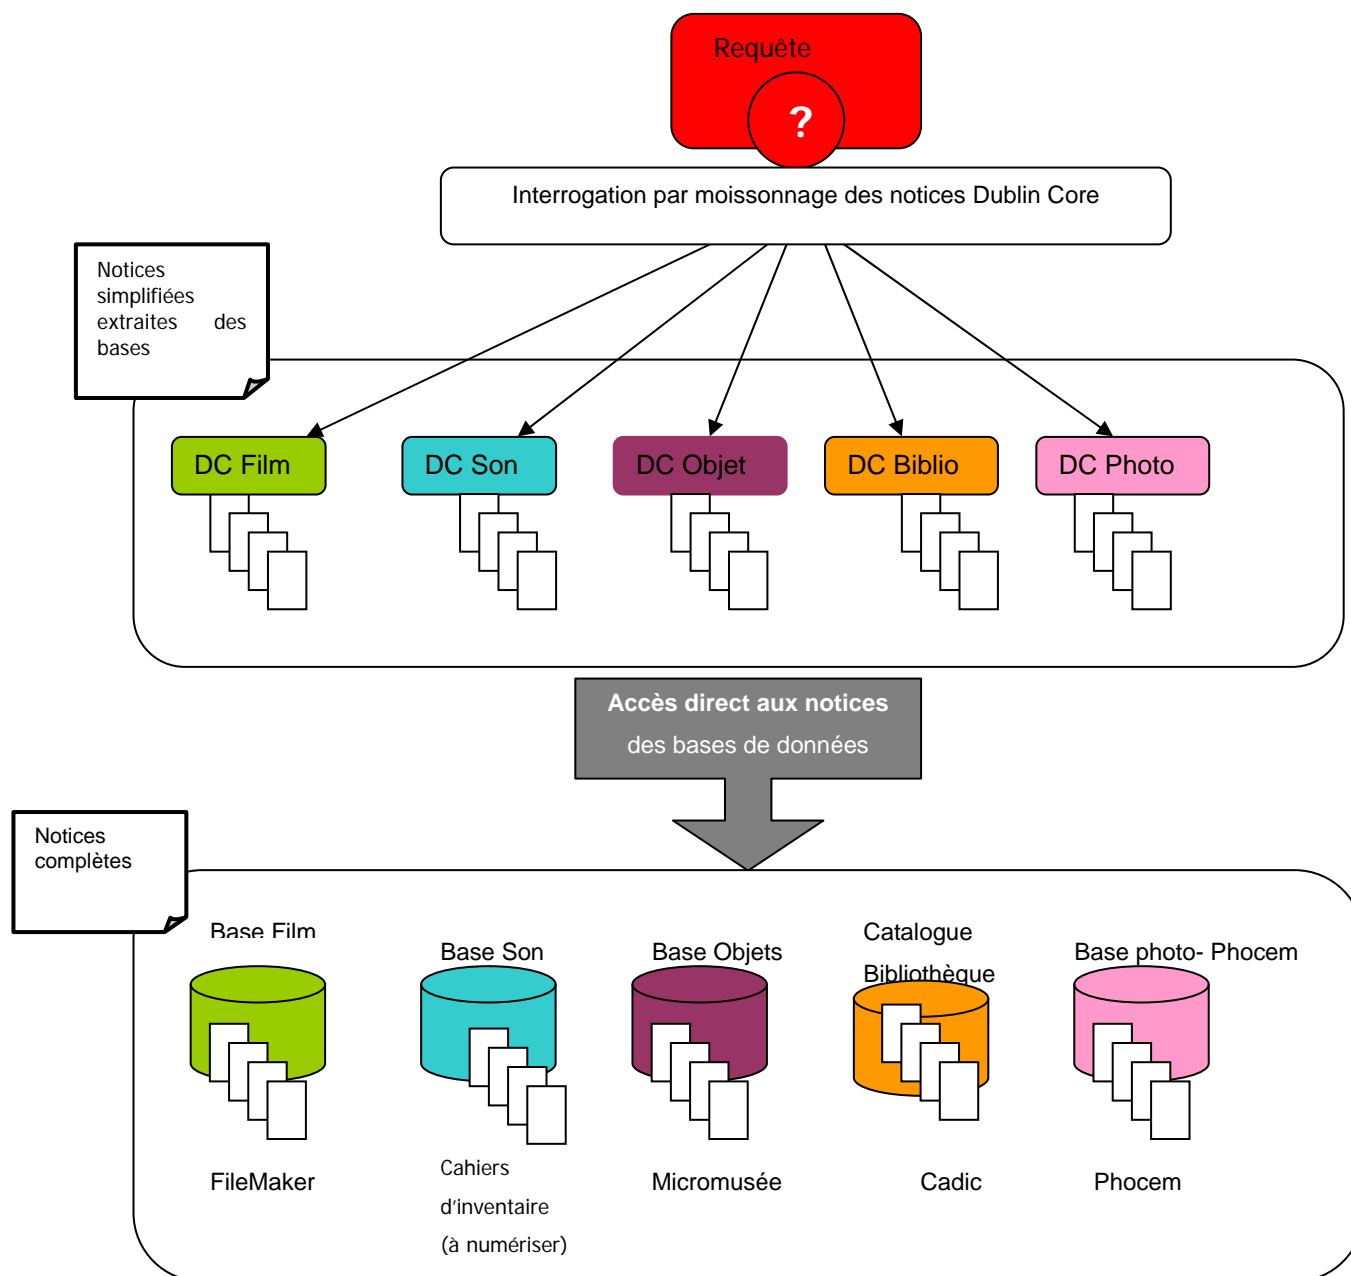 Requête
?
Interrogation par moissonnage des notices Dublin Core
Notices
simplifiées
extraites des
bases
DC Film
DC Son
DC Objet
DC Biblio
DC Photo
Accès direct aux notices
des bases de données
Notices
complètes
Base Film
Base Son
Base Objets
Catalogue
Bibliothèque
Base photo- Phocem
FileMaker
Cahiers
d'inventaire
(à numériser)
Micromusée
Cadic
Phocem